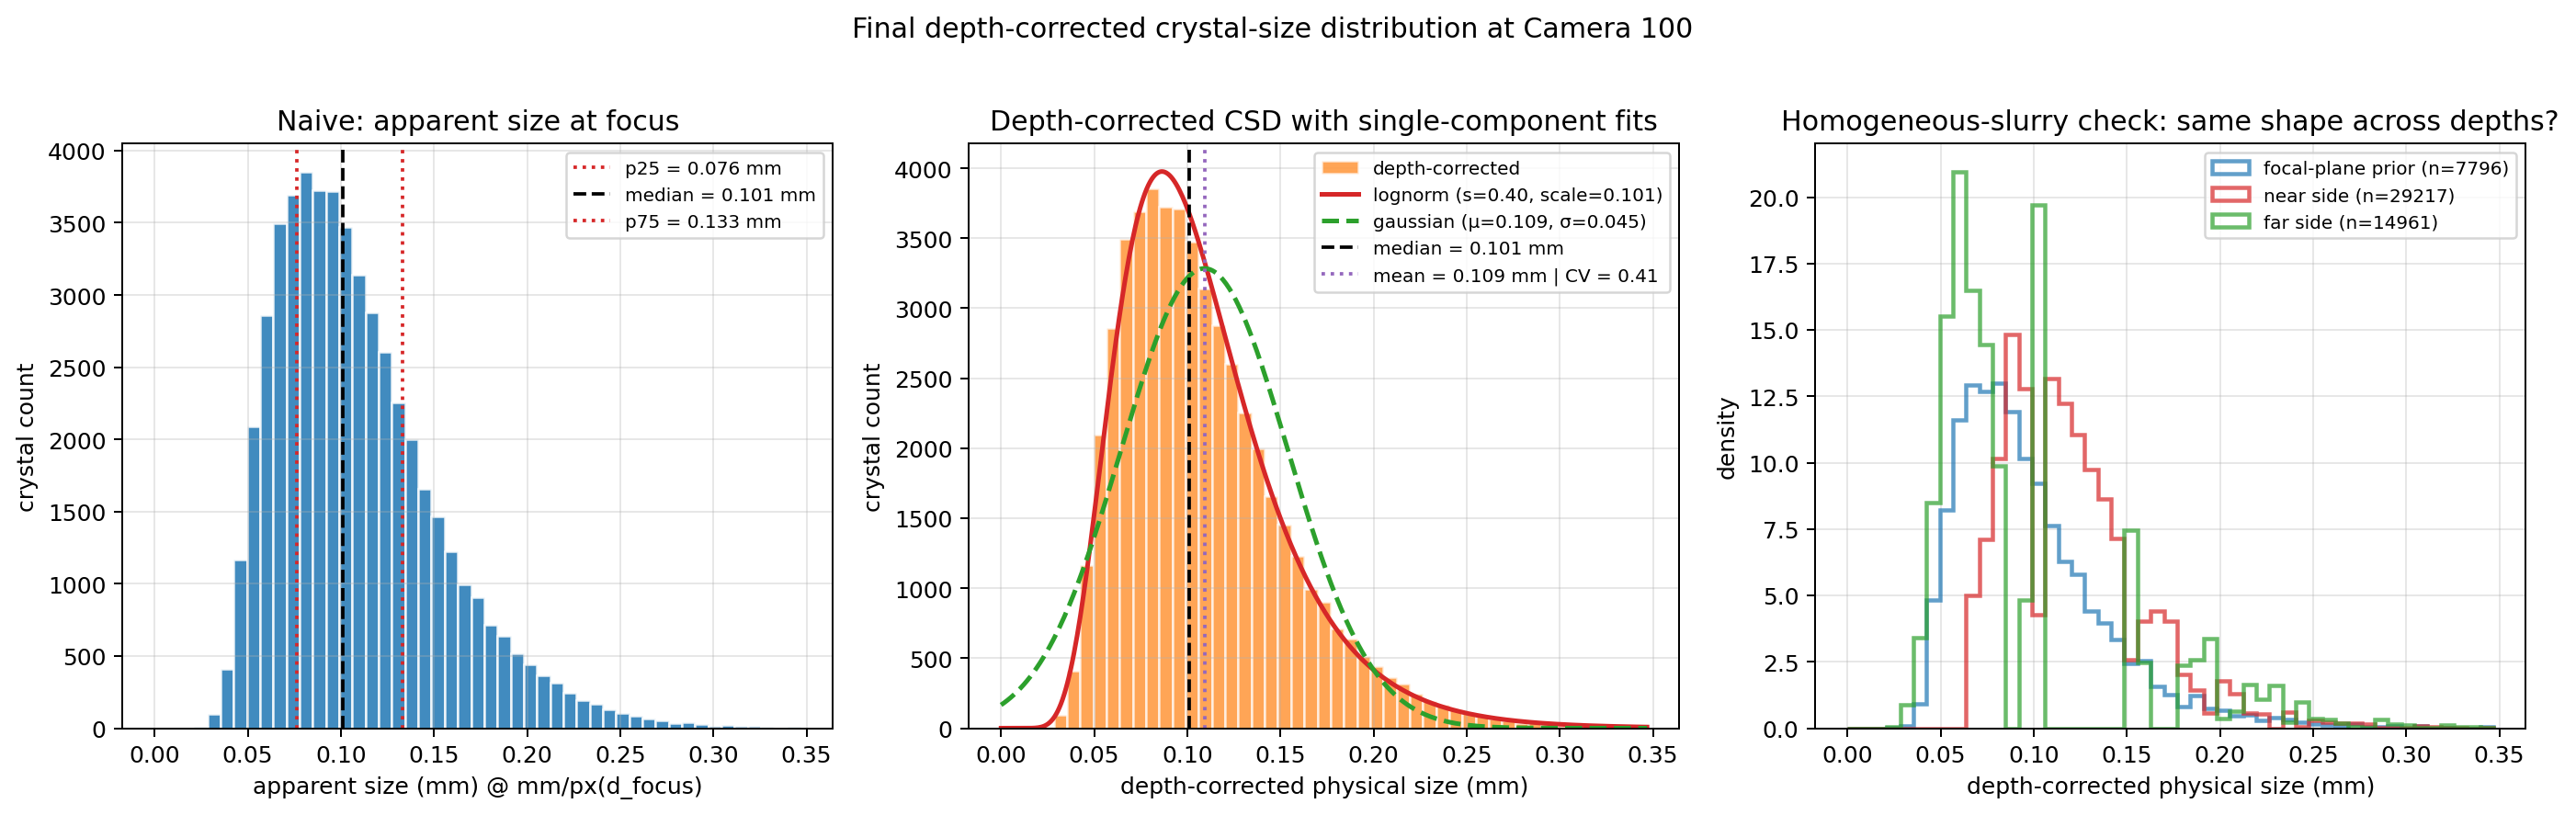 Final depth-corrected crystal-size distribution at Camera 100
Naive: apparent size at focus
crystal count
4000
3500
3000
2500
2000
1500
1000
500
0
p25 = 0.076 mm
median = 0.101 mm
p75 = 0.133 mm
0.00 0.05 0.10 0.15 0.20 0.25 0.30 0.35
apparent size (mm) @ mm/px(d_focus)
Depth-corrected CSD with single-component fits
crystal count
4000
3500
3000
2500
2000
1500
1000
500
0
depth-corrected
lognorm (s=0.40, scale=0.101)
gaussian (μ=0.109, σ=0.045)
median = 0.101 mm
mean = 0.109 mm | CV = 0.41
0.00 0.05 0.10 0.15 0.20 0.25 0.30 0.35
depth-corrected physical size (mm)
Homogeneous-slurry check: same shape across depths?
density
20.0
17.5
15.0
12.5
10.0
7.5
5.0
2.5
0.0
focal-plane prior (n=7796)
near side (n=29217)
far side (n=14961)
0.00 0.05 0.10 0.15 0.20 0.25 0.30 0.35
depth-corrected physical size (mm)